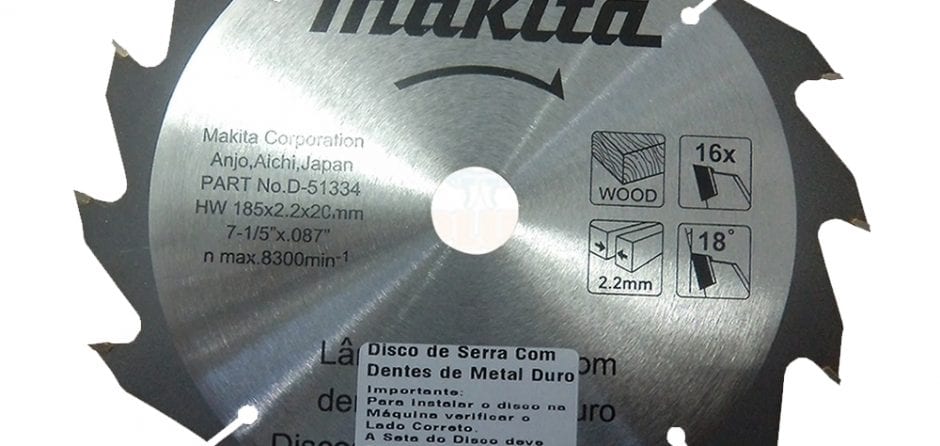 Makita
Makita Corporation
Anjo,Aichi,Japan
PART No.D-51334
HW 185x2.2x20mm
7-1/5"x.087"
n max.8300min-1
WOOD
16x
2.2mm
18°
Disco de Serra Com
Dentes de Metal Duro
Importante:
Para Instalar o disco na
Máquina verificar o
Lado Correto.
A Seta do Disco deve